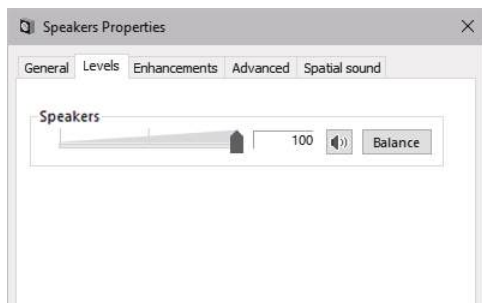 Speakers Properties
General Levels Enhancements Advanced Spatial sound
Speakers
100 Balance